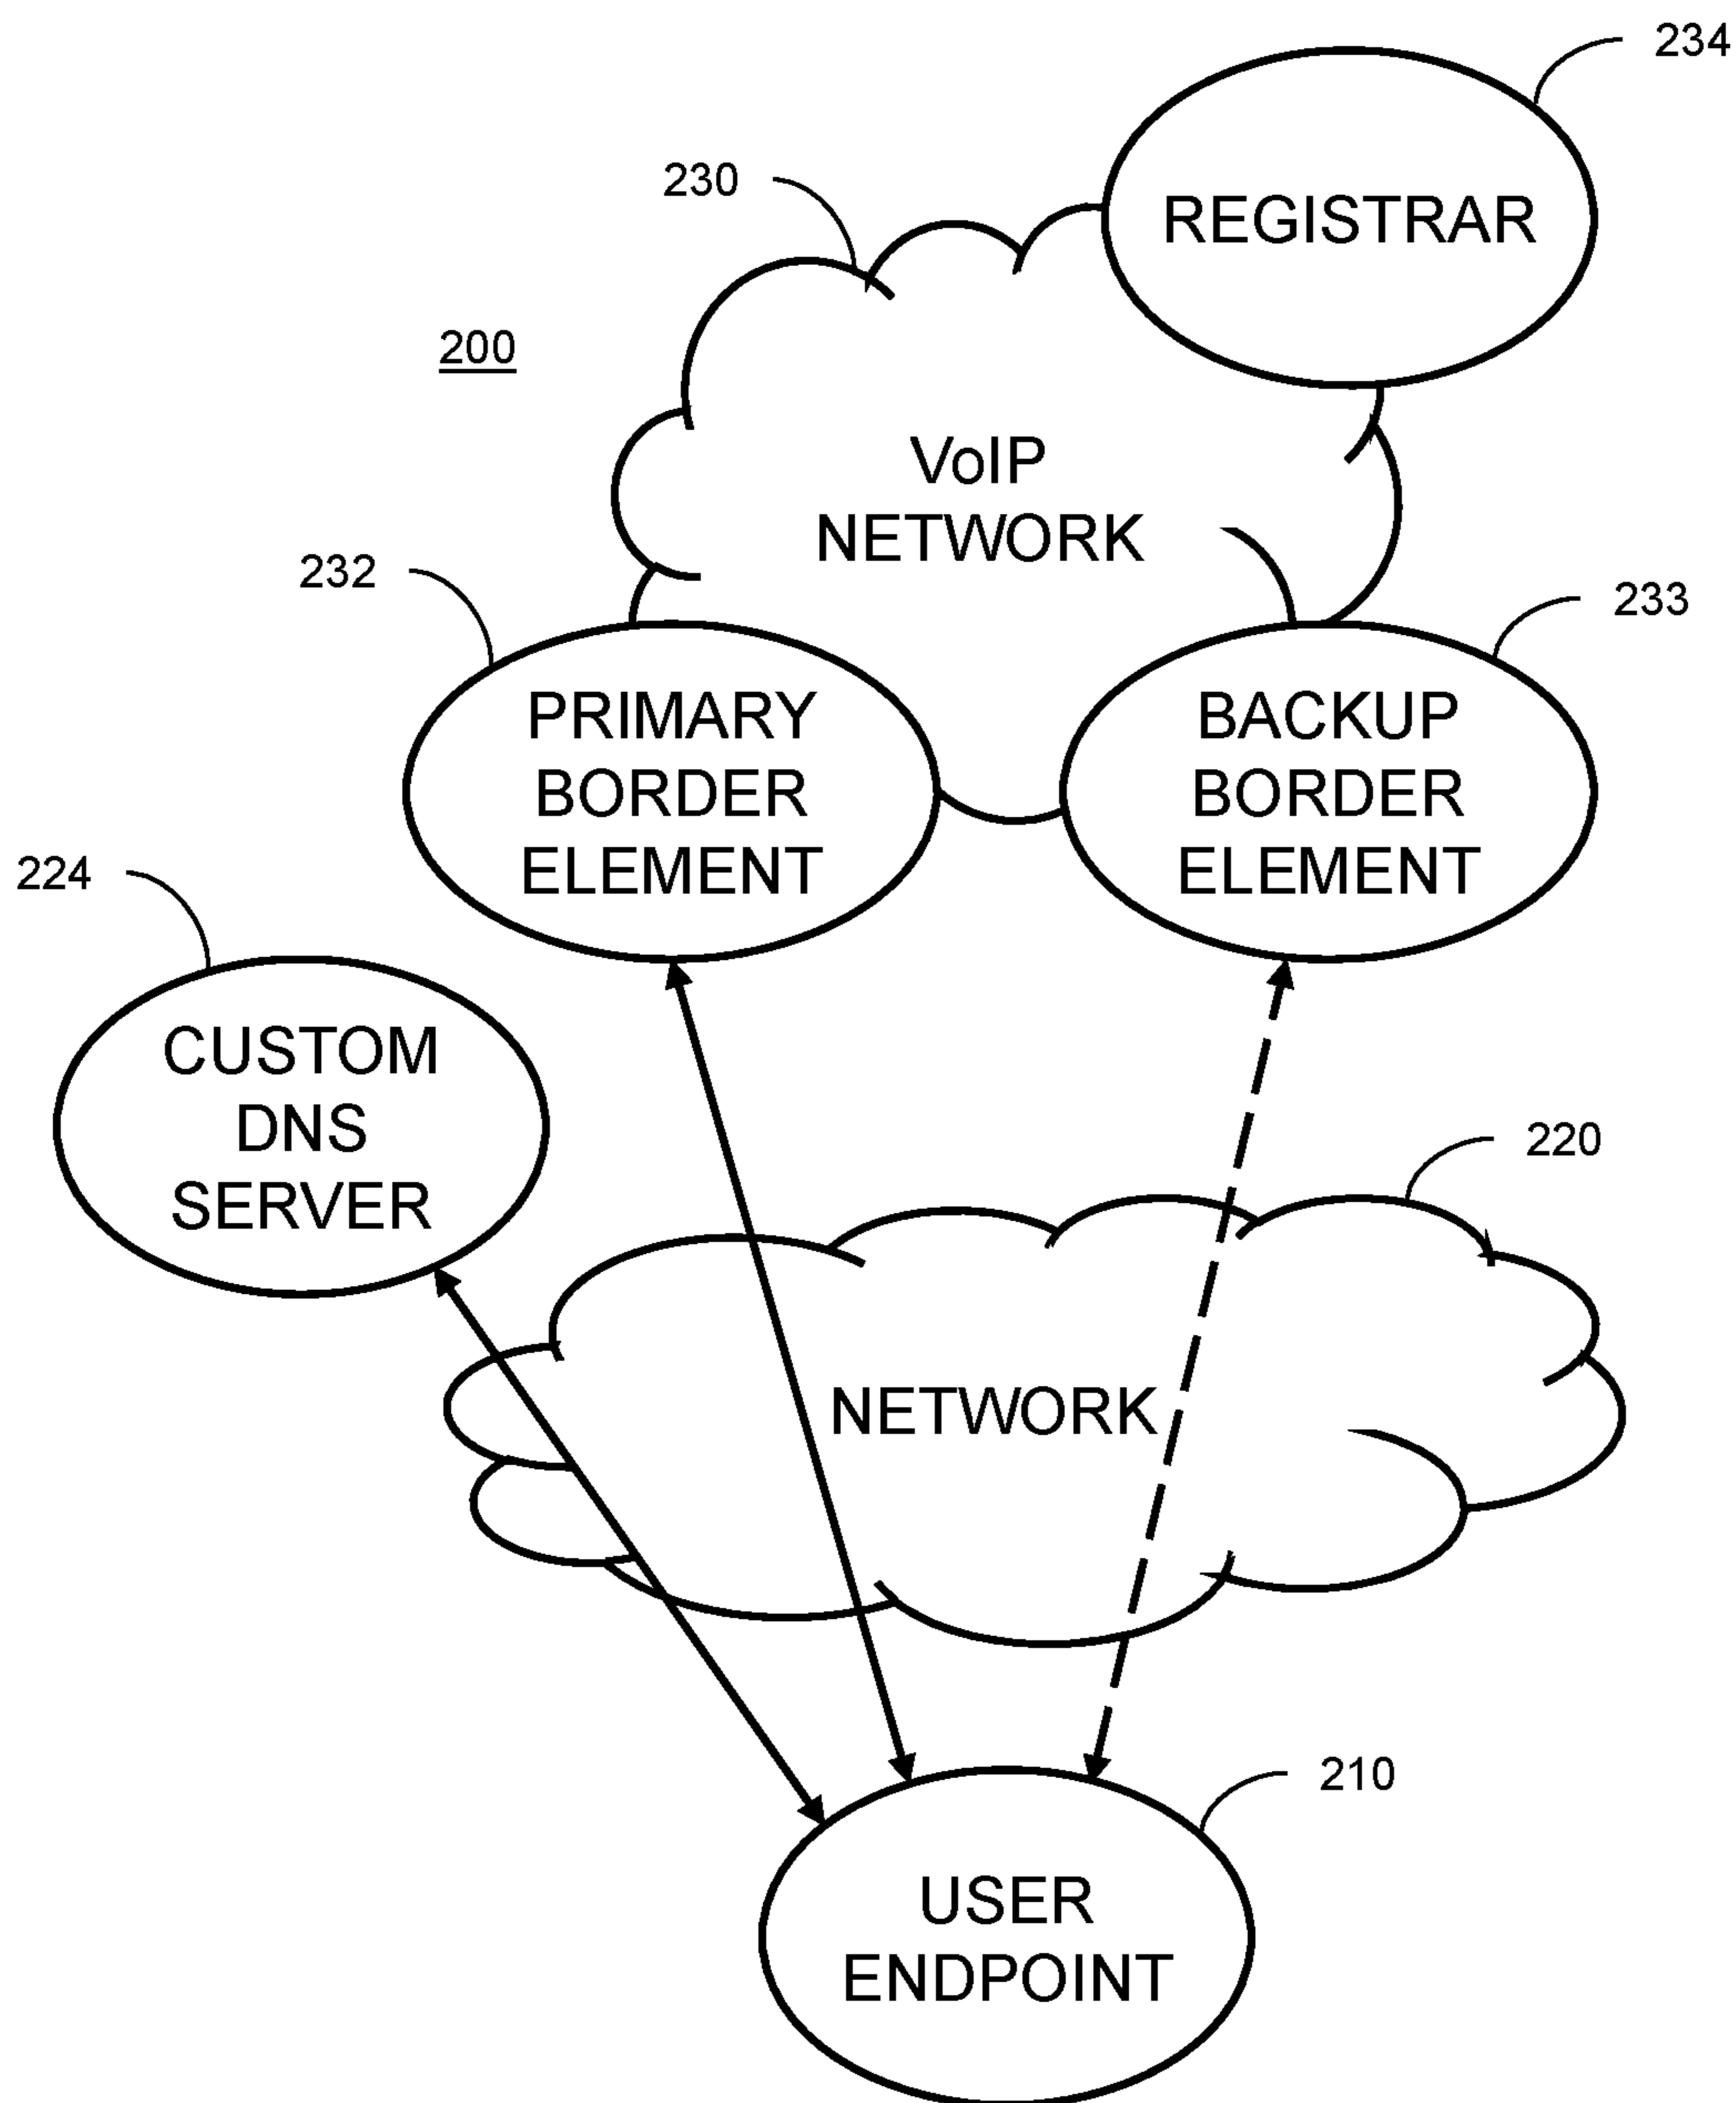 234
230
REGISTRAR
200
VoIP
NETWORK
232
233
PRIMARY
BORDER
ELEMENT
BACKUP
BORDER
ELEMENT
224
CUSTOM
DNS
SERVER
220
NETWORK
210
USER
ENDPOINT